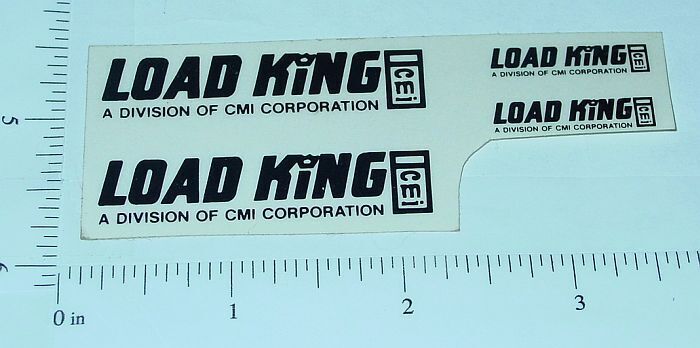 LOAD KiNG CMi
A DIVISION OF CMI CORPORATION
LOAD KiNG CMi
A DIVISION OF CMI CORPORATION
LOAD KiNG CMi
A DIVISION OF CMI CORPORATION
LOAD KiNG CMi
A DIVISION OF CMI CORPORATION
5
6
0 in 1 2 3